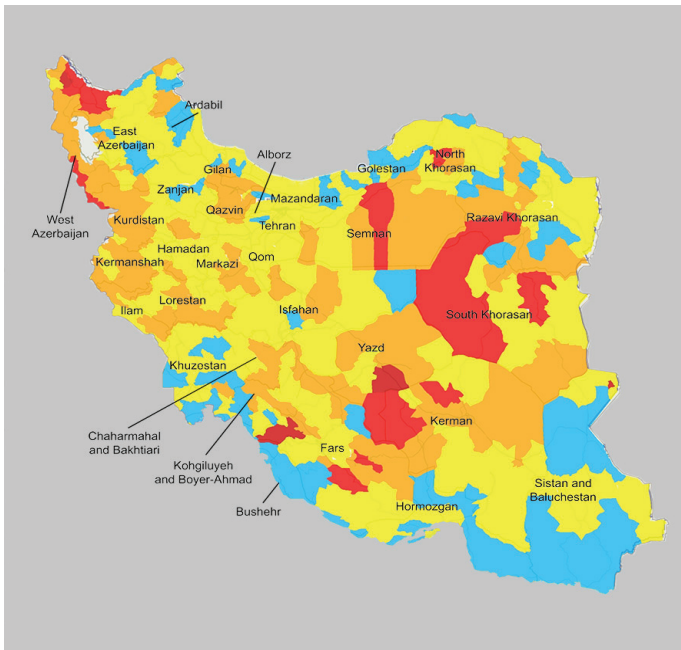 Ardabil
East
Azerbaijan
Alborz
Gilan
Golestan
North
Khorasan
Zanjan
Mazandaran
West
Azerbaijan
Kurdistan
Qazvin
Tehran
Semnan
Razavi Khorasan
Hamadan
Kermanshah
Markazi
Qom
Lorestan
Ilam
Isfahan
South Khorasan
Yazd
Khuzestan
Kerman
Chaharmahal
and Bakhtiari
Fars
Kohgiluyeh
and Boyer-Ahmad
Sistan and
Baluchestan
Bushehr
Hormozgan